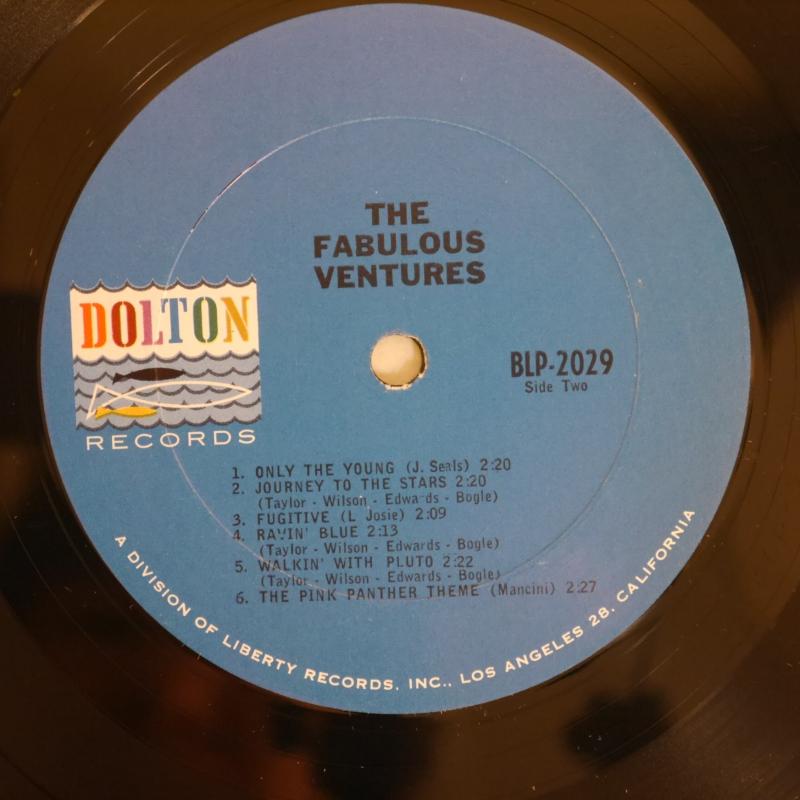 THE
FABULOUS
VENTURES
DOLTON
RECORDS
BLP-2029
Side Two
1. ONLY THE YOUNG (J. Seals) 2:20
2. JOURNEY TO THE STARS 2:20
(Taylor - Wilson - Edwards - Bogle)
3. FUGITIVE (L Josie) 2:09
4. RAVIN' BLUE 2:13
(Taylor - Wilson - Edwards - Bogle)
5. WALKIN' WITH PLUTO 2:22
(Taylor - Wilson - Edwards - Bogle)
6. THE PINK PANTHER THEME (Mancini) 2:27
A DIVISION OF LIBERTY RECORDS, INC., LOS ANGELES 28, CALIFORNIA